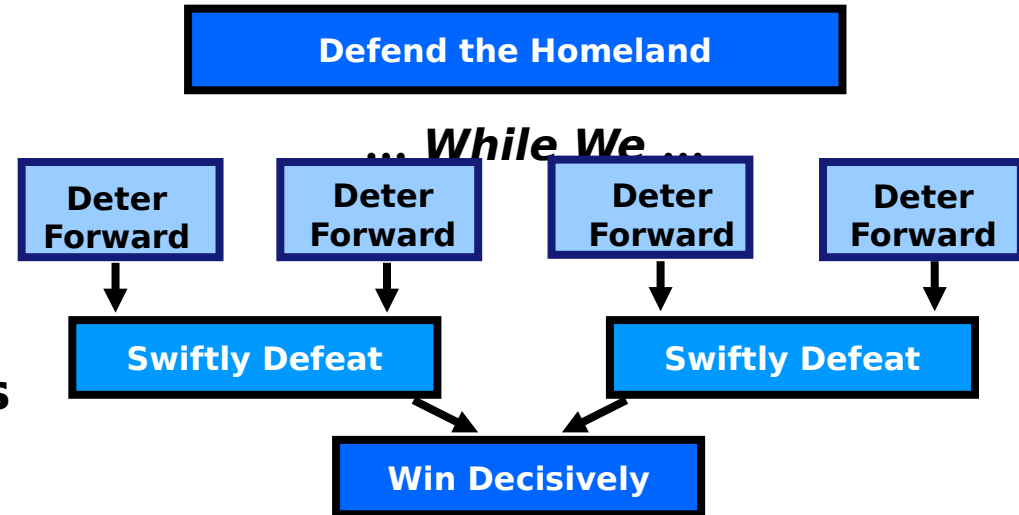 Defend the Homeland
... While We ...
Deter
Forward
Deter
Forward
Deter
Forward
Deter
Forward
Swiftly Defeat
Swiftly Defeat
s
Win Decisively